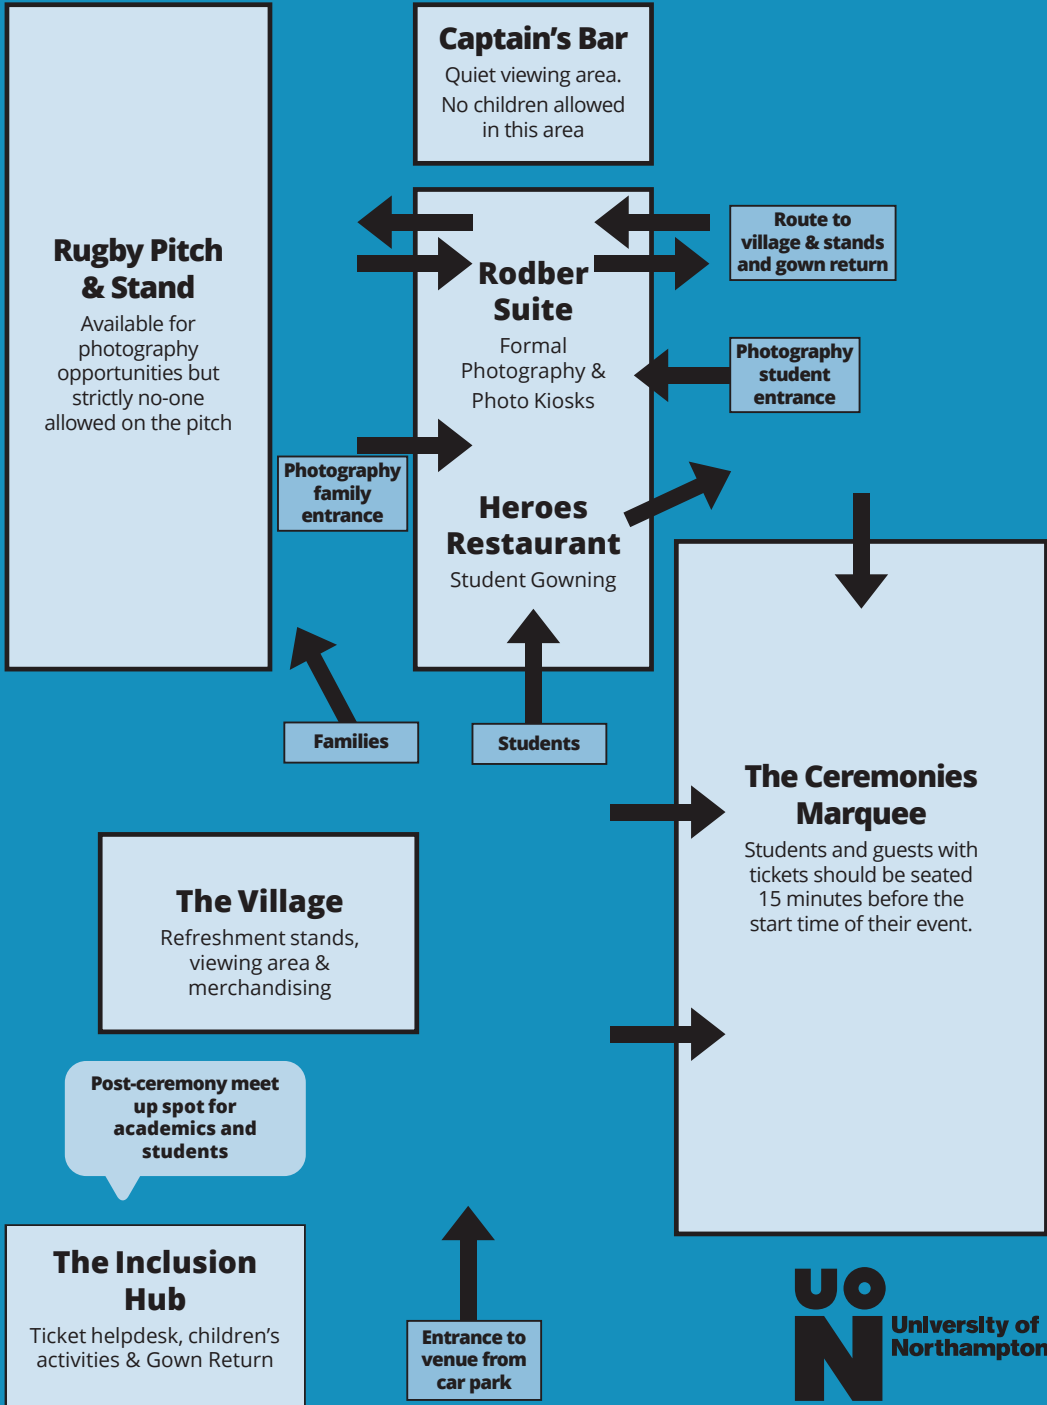 Captain's Bar
Quiet viewing area.
No children allowed
in this area
Rugby Pitch
& Stand
Available for
photography
opportunities but
strictly no-one
allowed on the pitch
Rodber
Suite
Formal
Photography &
Photo Kiosks
Route to
village & stands
and gown return
Photography
student
entrance
Photography
family
entrance
Heroes
Restaurant
Student Gowning
Families
Students
The Ceremonies
Marquee
Students and guests with
tickets should be seated
15 minutes before the
start time of their event.
The Village
Refreshment stands,
viewing area &
merchandising
Post-ceremony meet
up spot for
academics and
students
The Inclusion
Hub
Ticket helpdesk, children's
activities & Gown Return
Entrance to
venue from
car park
UO
N
University of
Northampton